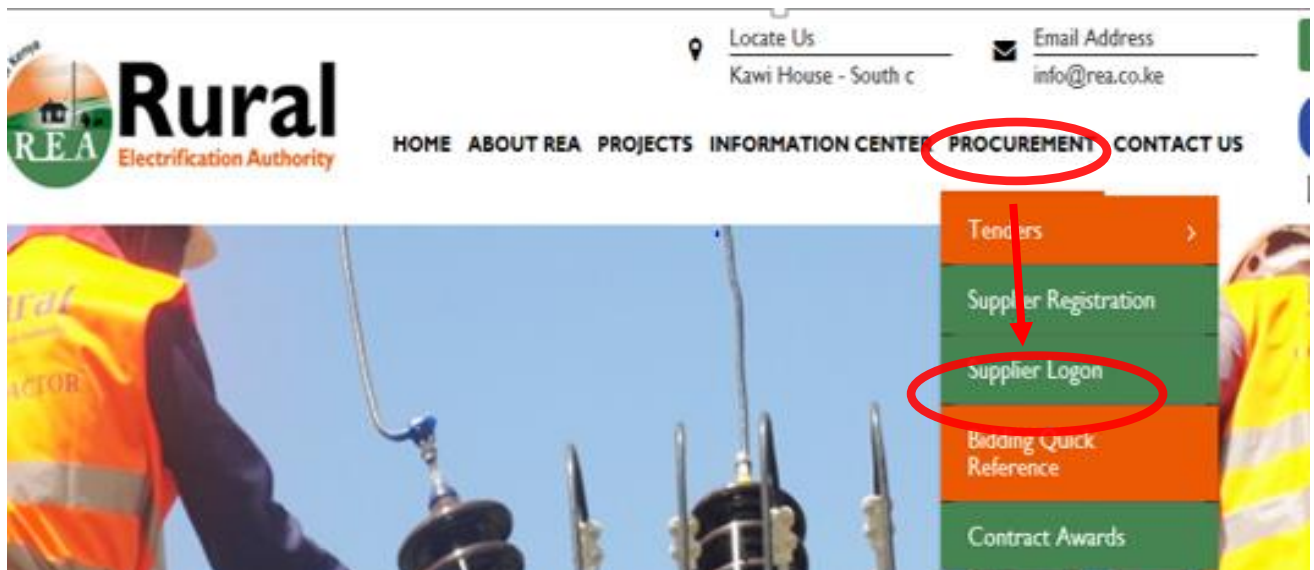 Locate Us
Email Address
Kawi House - South c
info@rea.co.ke
REA
Rural
Electrification Authority
HOME ABOUT REA PROJECTS INFORMATION CENTER PROCUREMENT CONTACT US
Tenders
Supplier Registration
Supplier Logon
Bidding Quick
Reference
Contract Awards